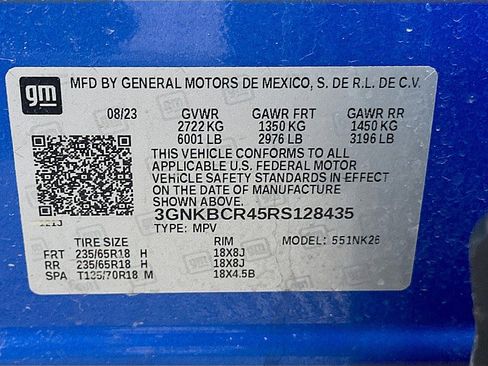 gm
MFD BY GENERAL MOTORS DE MEXICO, S. DE R.L. DE C.V.
08/23 GVWR GAWR FRT GAWR RR
2722 KG 1350 KG 1450 KG
6001 LB 2976 LB 3196 LB
THIS VEHICLE CONFORMS TO ALL
APPLICABLE U.S. FEDERAL MOTOR
VEHICLE SAFETY STANDARDS IN EFFECT
ON THE DATE OF MANUFACTURE
SHOWN ABOVE.
3GNKBCR45RS128435
TYPE: MPV MODEL: 551NK26
TIRE SIZE RIM
FRT 235/65R18 H 18X8J
RR 235/65R18 H 18X8J
SPA T135/70R18 M 18X4.5B